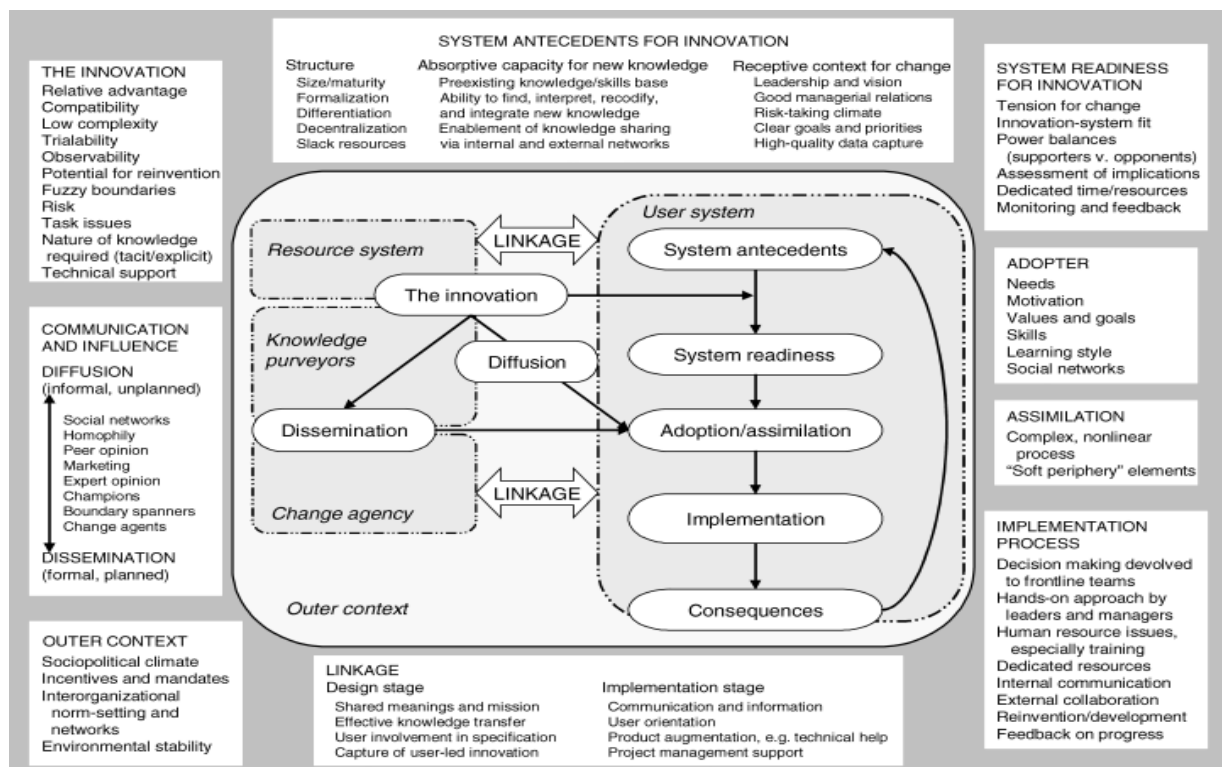 SYSTEM ANTECEDENTS FOR INNOVATION
Structure
Size/maturity
Formalization
Differentiation
Decentralization
Slack resources
Absorptive capacity for new knowledge
Preexisting knowledge/skills base
Ability to find, interpret, recodify,
and integrate new knowledge
Enablement of knowledge sharing
via internal and external networks
Receptive context for change
Leadership and vision
Good managerial relations
Risk-taking climate
Clear goals and priorities
High-quality data capture
THE INNOVATION
Relative advantage
Compatibility
Low complexity
Trialability
Observability
Potential for reinvention
Fuzzy boundaries
Risk
Task issues
Nature of knowledge
required (tacit/explicit)
Technical support
COMMUNICATION
AND INFLUENCE
DIFFUSION
(informal, unplanned)
Social networks
Homophily
Peer opinion
Marketing
Expert opinion
Champions
Boundary spanners
Change agents
DISSEMINATION
(formal, planned)
OUTER CONTEXT
Sociopolitical climate
Incentives and mandates
Interorganizational
norm-setting and
networks
Environmental stability
Resource system
LINKAGE
User system
System antecedents
The innovation
Knowledge
purveyors
Diffusion
System readiness
Dissemination
Adoption/assimilation
LINKAGE
Change agency
Implementation
Outer context
Consequences
LINKAGE
Design stage
Shared meanings and mission
Effective knowledge transfer
User involvement in specification
Capture of user-led innovation
Implementation stage
Communication and information
User orientation
Product augmentation, e.g. technical help
Project management support
SYSTEM READINESS
FOR INNOVATION
Tension for change
Innovation-system fit
Power balances
(supporters v. opponents)
Assessment of implications
Dedicated time/resources
Monitoring and feedback
ADOPTER
Needs
Motivation
Values and goals
Skills
Learning style
Social networks
ASSIMILATION
Complex, nonlinear
process
"Soft periphery" elements
IMPLEMENTATION
PROCESS
Decision making devolved
to frontline teams
Hands-on approach by
leaders and managers
Human resource issues,
especially training
Dedicated resources
Internal communication
External collaboration
Reinvention/development
Feedback on progress